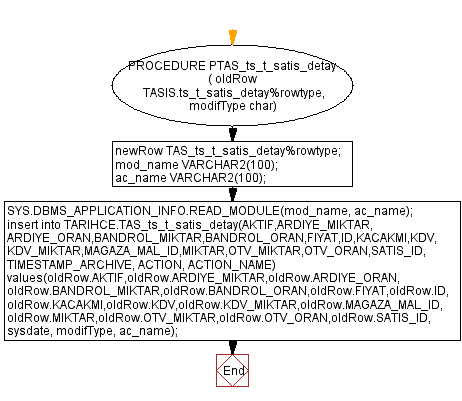 PROCEDURE PTAS_ts_t_satis_detay
( oldRow
TASIS.ts_t_satis_detay%rowtype,
modifType char)
newRow TAS_ts_t_satis_detay%rowtype;
mod_name VARCHAR2(100);
ac_name VARCHAR2(100);
SYS.DBMS_APPLICATION_INFO.READ_MODULE(mod_name, ac_name);
insert into TARIHCE.TAS_ts_t_satis_detay(AKTIF,ARDIYE_MIKTAR,
ARDIYE_ORAN,BANDROL_MIKTAR,BANDROL_ORAN,FIYAT,ID,KACAKMI,KDV,
KDV_MIKTAR,MAGAZA_MAL_ID,MIKTAR,OTV_MIKTAR,OTV_ORAN,SATIS_ID,
TIMESTAMP_ARCHIVE, ACTION, ACTION_NAME)
values(oldRow.AKTIF,oldRow.ARDIYE_MIKTAR,oldRow.ARDIYE_ORAN,
oldRow.BANDROL_MIKTAR,oldRow.BANDROL_ORAN,oldRow.FIYAT,oldRow.ID,
oldRow.KACAKMI,oldRow.KDV,oldRow.KDV_MIKTAR,oldRow.MAGAZA_MAL_ID,
oldRow.MIKTAR,oldRow.OTV_MIKTAR,oldRow.OTV_ORAN,oldRow.SATIS_ID,
sysdate, modifType, ac_name);
End